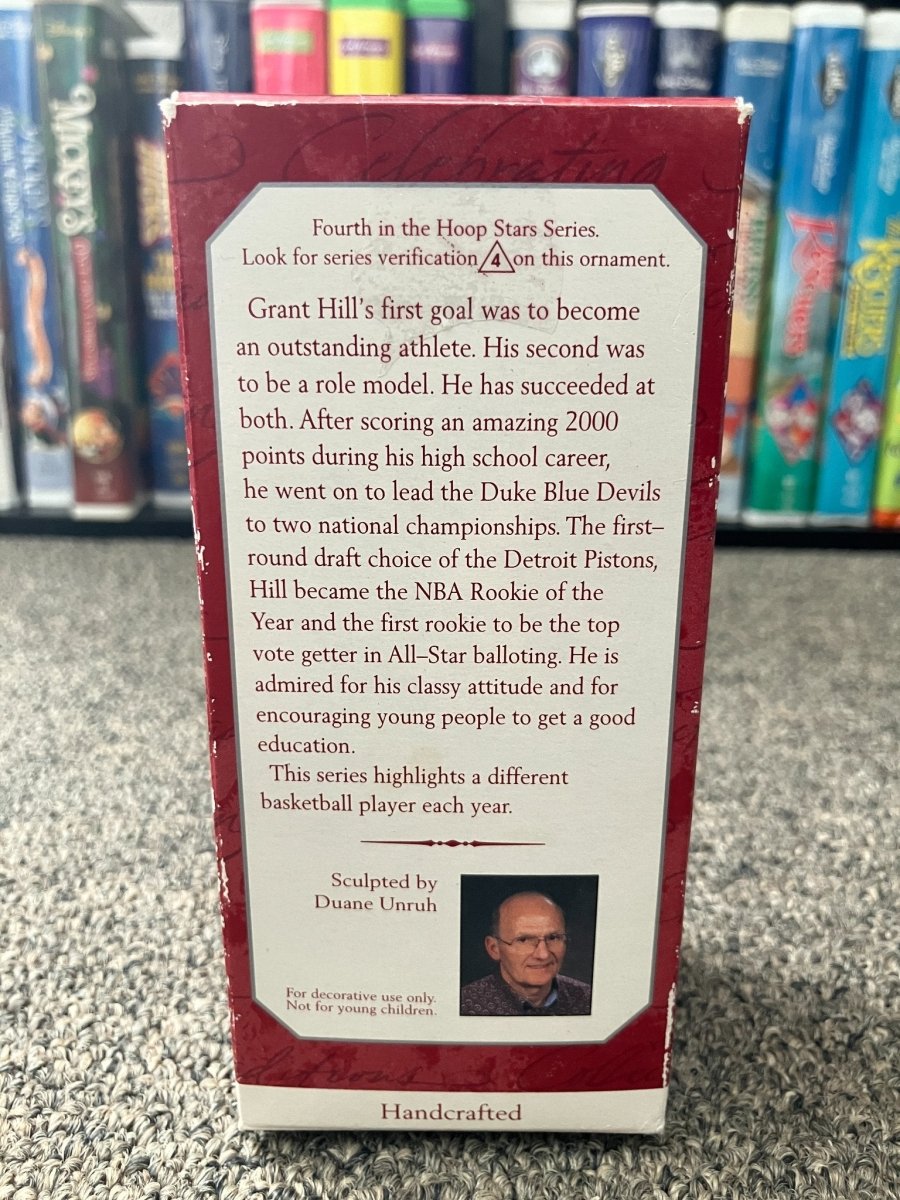 Celebrating
Fourth in the Hoop Stars Series.
Look for series verification 4 on this ornament.
Grant Hill's first goal was to become
an outstanding athlete. His second was
to be a role model. He has succeeded at
both. After scoring an amazing 2000
points during his high school career,
he went on to lead the Duke Blue Devils
to two national championships. The first–
round draft choice of the Detroit Pistons,
Hill became the NBA Rookie of the
Year and the first rookie to be the top
vote getter in All–Star balloting. He is
admired for his classy attitude and for
encouraging young people to get a good
education.
This series highlights a different
basketball player each year.
Sculpted by
Duane Unruh
For decorative use only.
Not for young children.
Handcrafted